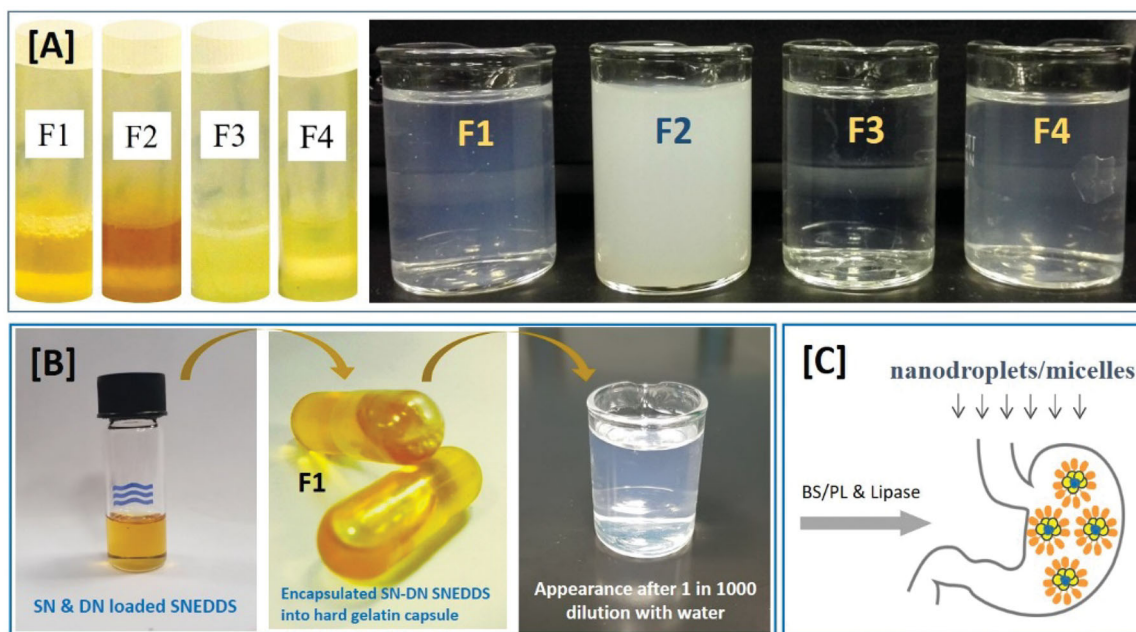 [A]
F1
F2
F3
F4
F1
F2
F3
F4
[B]
SN & DN loaded SNEDDS
F1
Encapsulated SN-DN SNEDDS
into hard gelatin capsule
Appearance after 1 in 1000
dilution with water
[C]
nanodroplets/micelles
BS/PL & Lipase